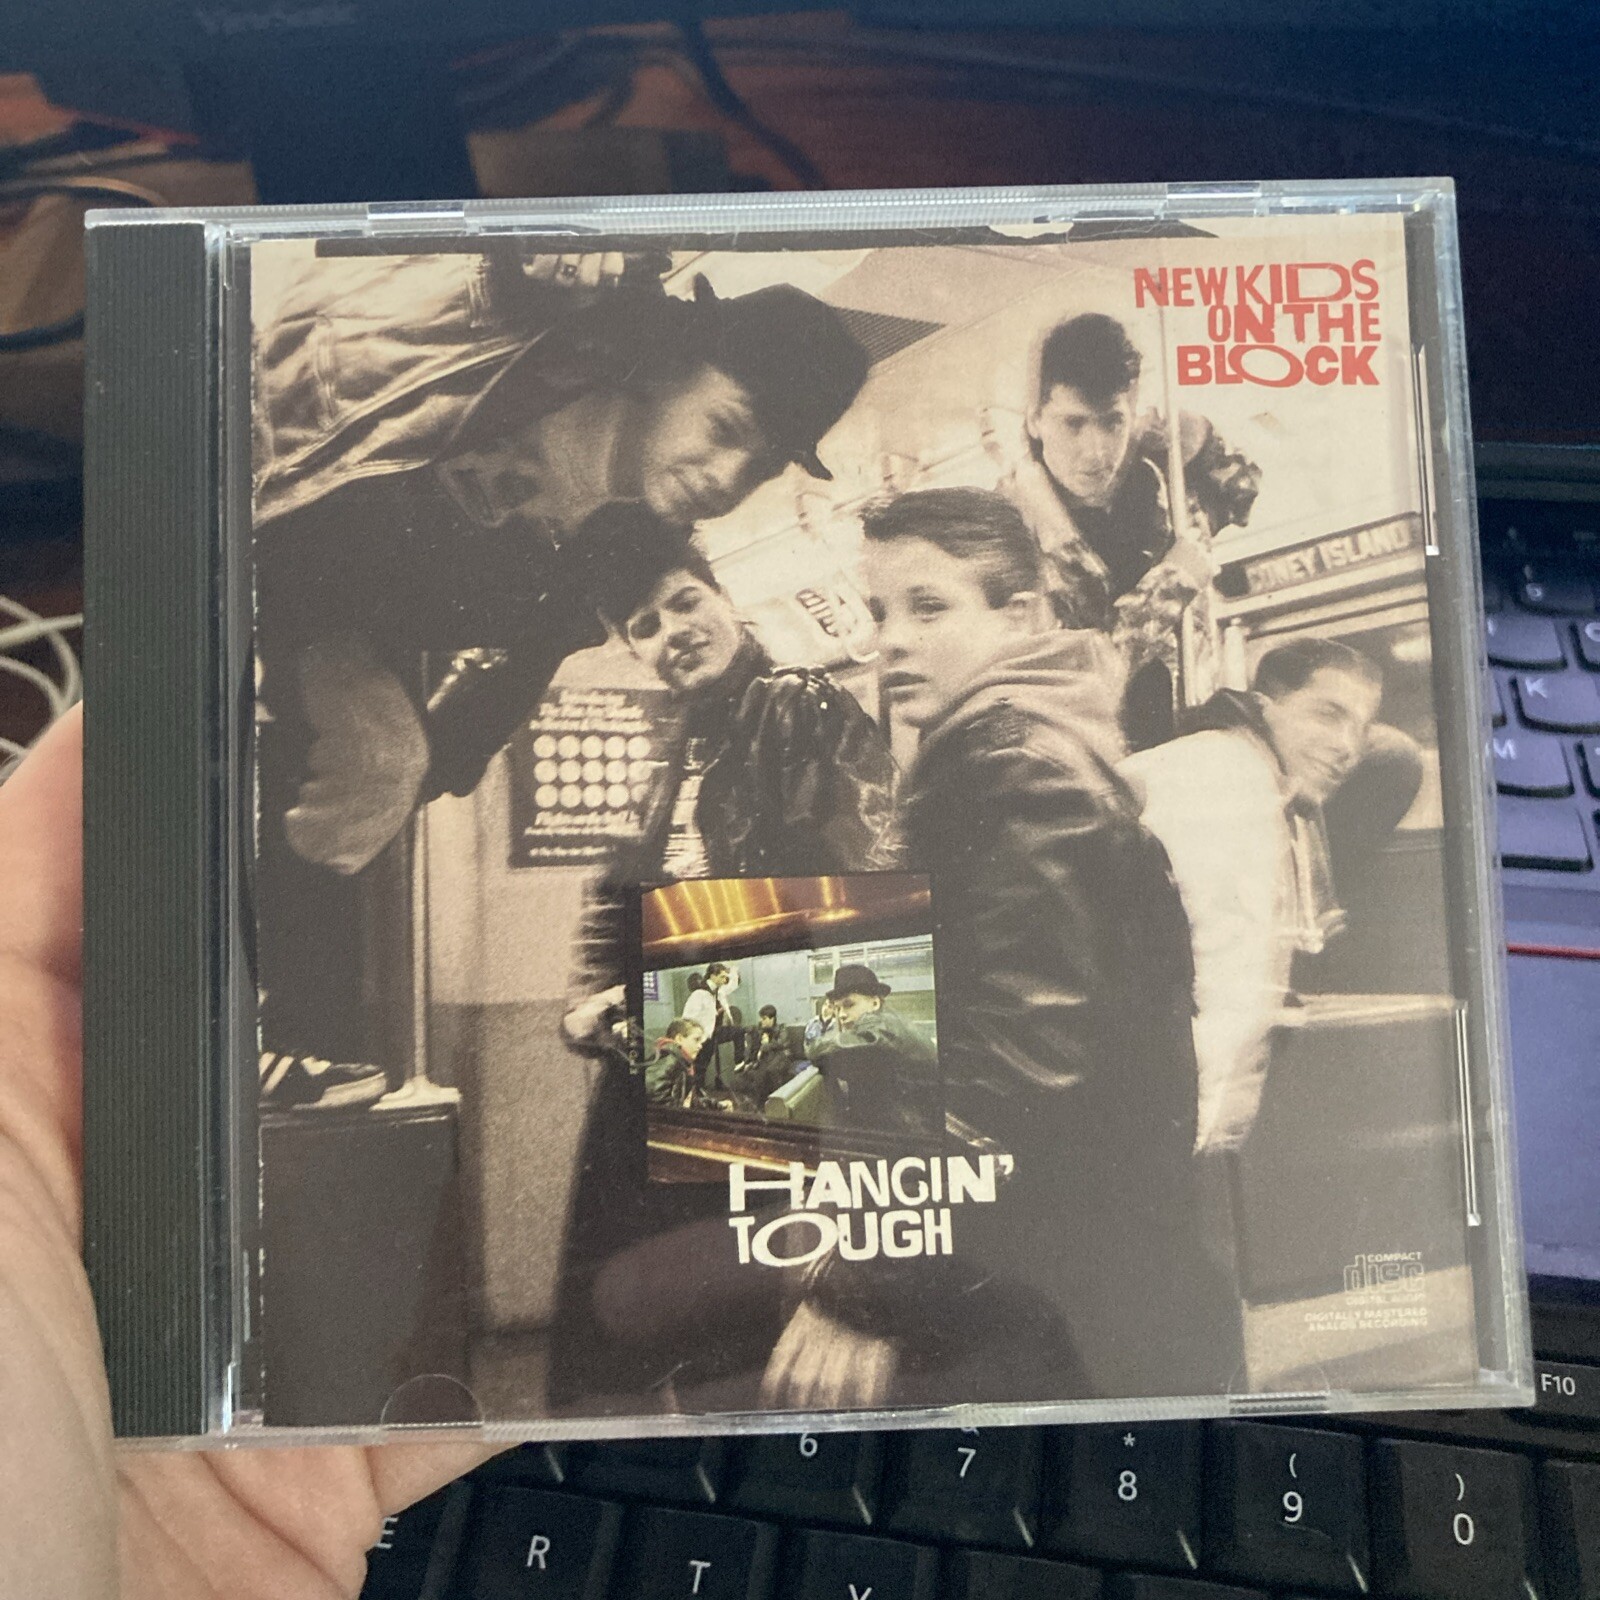 NEW KIDS
ON THE
BLOCK
CONEY ISLAND
HANGIN'
TOUGH
COMPACT
disc
DIGITAL AUDIO
DIGITALLY MASTERED
ANALOG RECORDING
K
M
F10
6
7
*
8
(
9
)
0
E
R
T
Y